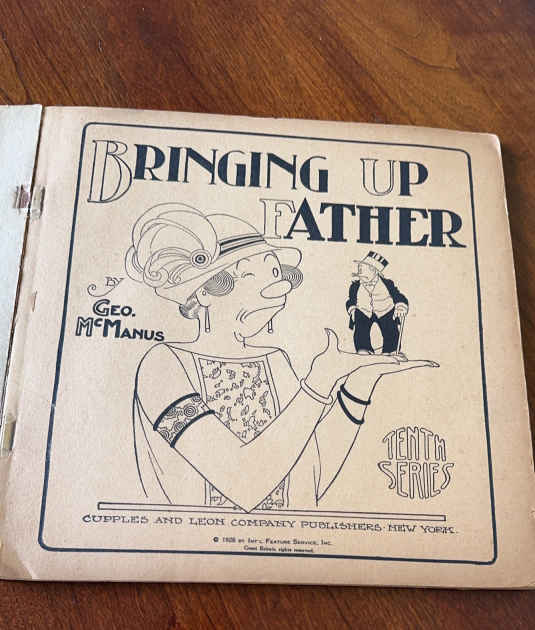 BRINGING UP
FATHER
BY
GEO.
McMANUS
TENTH
SERIES
CUPPLES AND LEON COMPANY PUBLISHERS·NEW YORK.
© 1926 BY INT'L FEATURE SERVICE, INC.
Great Britain rights reserved.